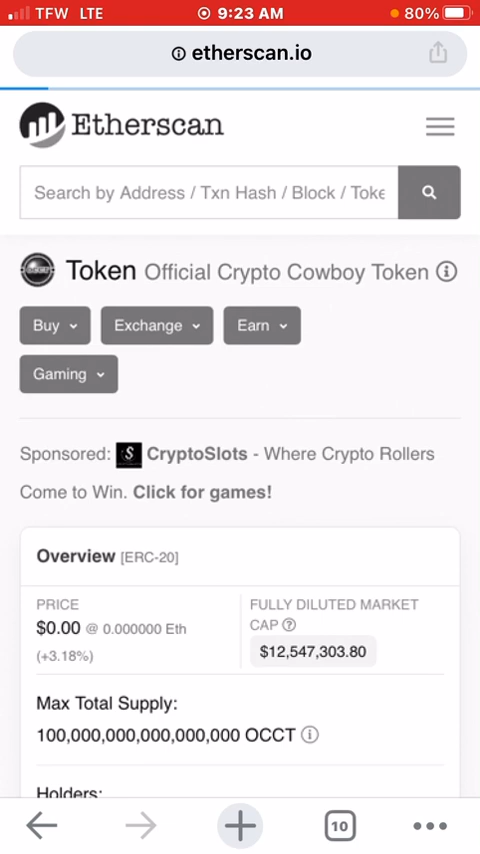 TFW LTE 9:23 AM 80%
etherscan.io
Etherscan
Search by Address / Txn Hash / Block / Toke
Token Official Crypto Cowboy Token
Buy Exchange Earn
Gaming
Sponsored: $ CryptoSlots - Where Crypto Rollers
Come to Win. Click for games!
Overview [ERC-20]
PRICE
$0.00 @ 0.000000 Eth
(+3.18%)
FULLY DILUTED MARKET
CAP
$12,547,303.80
Max Total Supply:
100,000,000,000,000,000 OCCT
Holders:
10